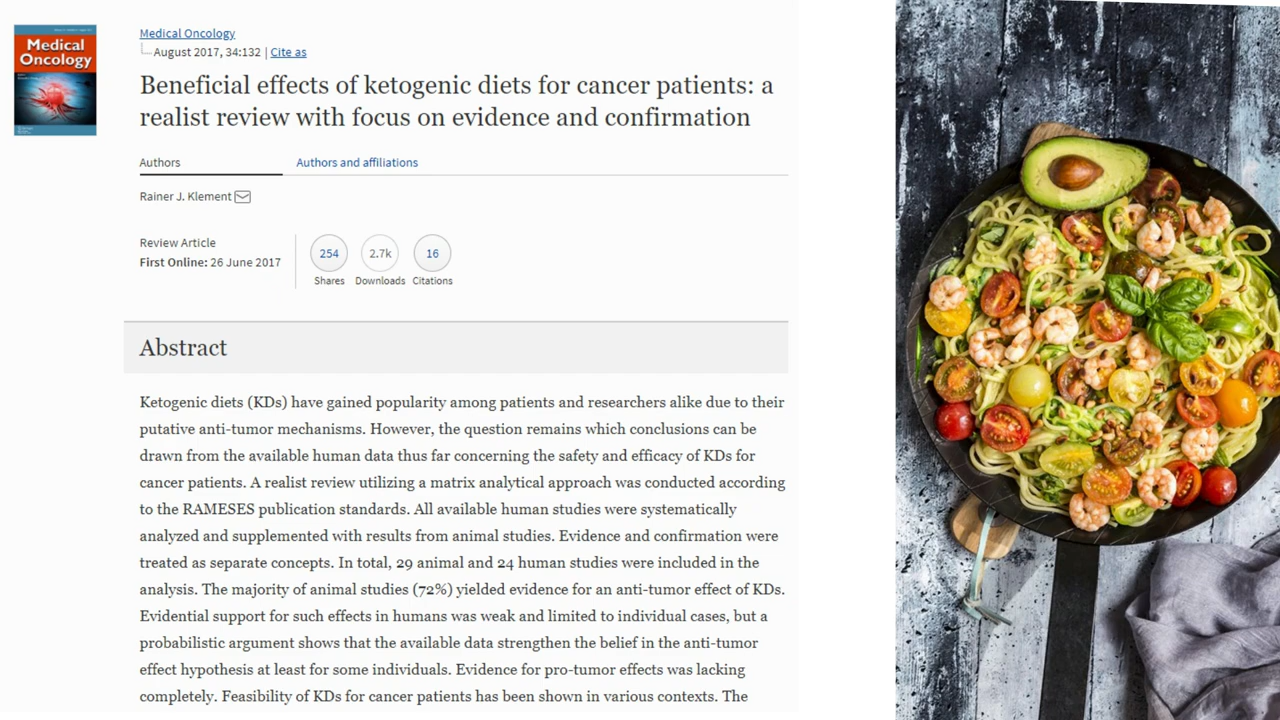 Medical
Oncology
Medical Oncology
August 2017, 34:132 | Cite as
Beneficial effects of ketogenic diets for cancer patients: a
realist review with focus on evidence and confirmation
Authors
Authors and affiliations
Rainer J. Klement
Review Article
First Online: 26 June 2017
254
2.7k
16
Shares
Downloads
Citations
Abstract
Ketogenic diets (KDs) have gained popularity among patients and researchers alike due to their
putative anti-tumor mechanisms. However, the question remains which conclusions can be
drawn from the available human data thus far concerning the safety and efficacy of KDs for
cancer patients. A realist review utilizing a matrix analytical approach was conducted according
to the RAMESES publication standards. All available human studies were systematically
analyzed and supplemented with results from animal studies. Evidence and confirmation were
treated as separate concepts. In total, 29 animal and 24 human studies were included in the
analysis. The majority of animal studies (72%) yielded evidence for an anti-tumor effect of KDs.
Evidential support for such effects in humans was weak and limited to individual cases, but a
probabilistic argument shows that the available data strengthen the belief in the anti-tumor
effect hypothesis at least for some individuals. Evidence for pro-tumor effects was lacking
completely. Feasibility of KDs for cancer patients has been shown in various contexts. The